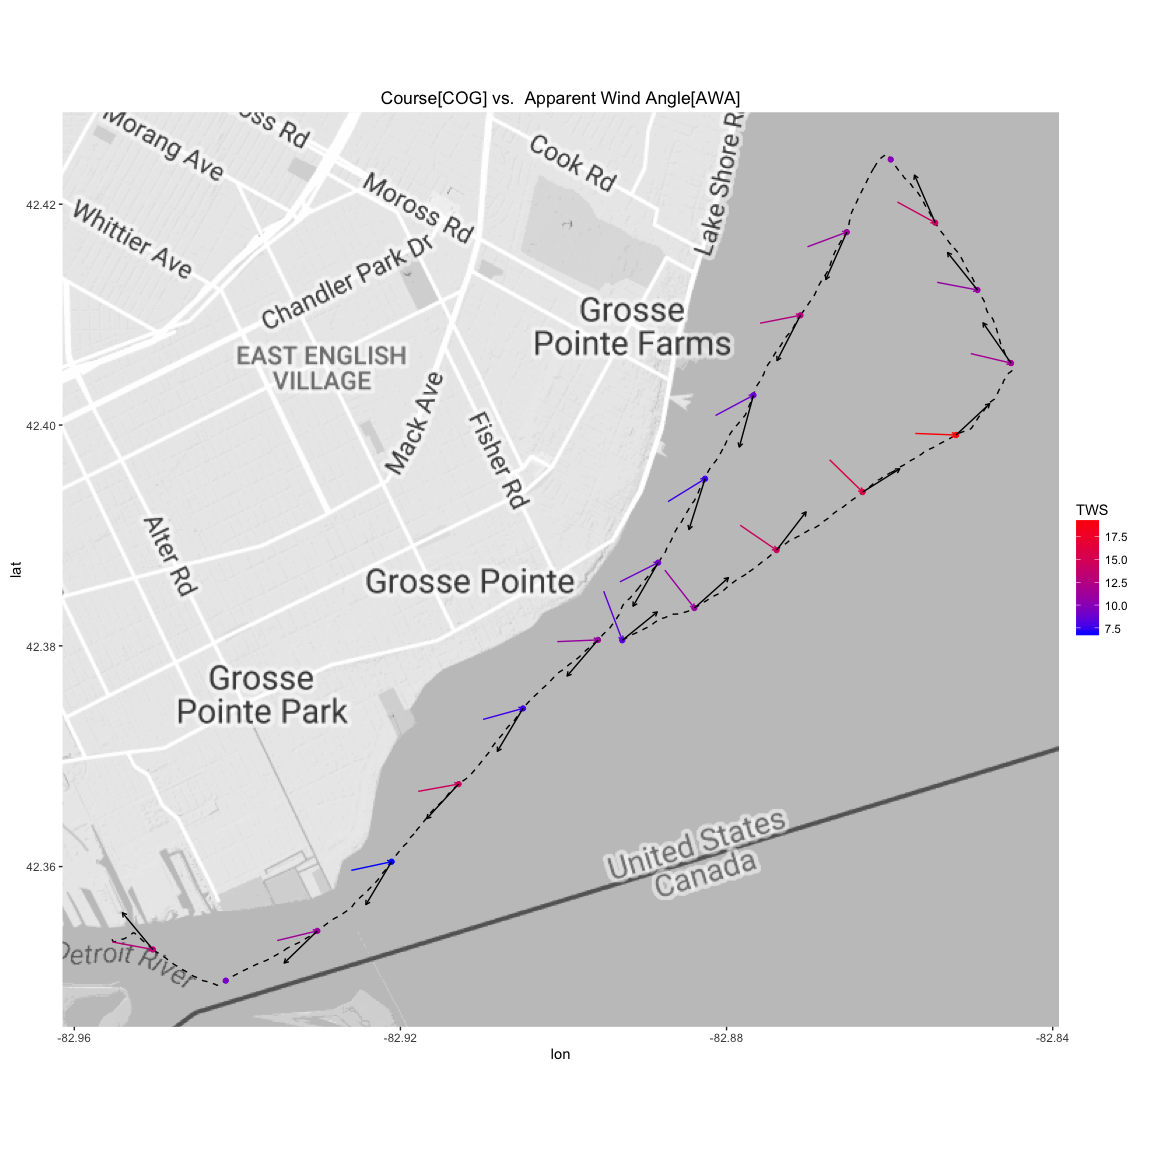 Course[COG] vs.  Apparent Wind Angle[AWA]
Morang Ave
oss Rd
Cook Rd
Lake Shore R
Moross Rd
Whittier Ave
Chandler Park Dr
Grosse
Pointe Farms
EAST ENGLISH
VILLAGE
Mack Ave
Fisher Rd
Alter Rd
Grosse Pointe
Grosse
Pointe Park
United States
Canada
Detroit River
42.42
42.40
42.38
42.36
lat
-82.96
-82.92
-82.88
-82.84
lon
TWS
17.5
15.0
12.5
10.0
7.5